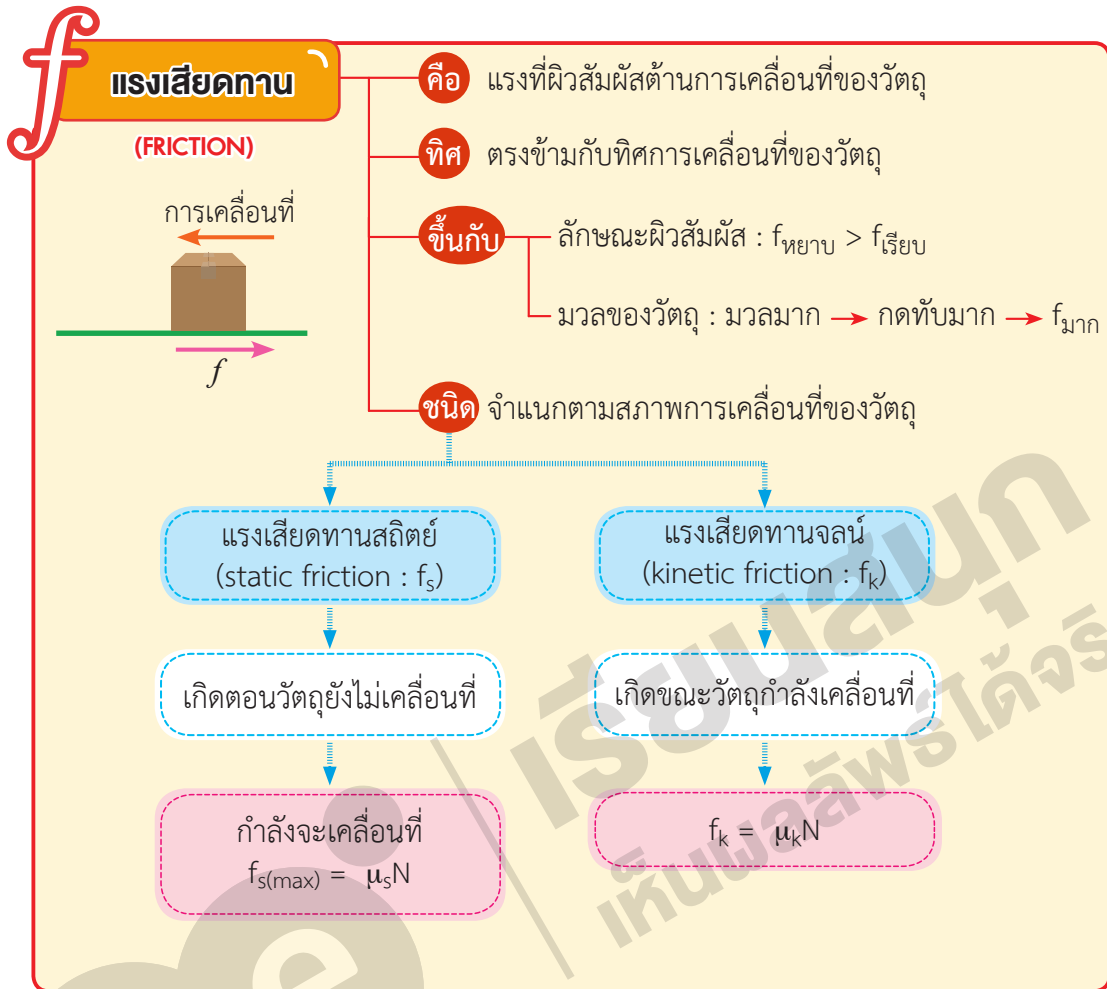 f
แรงเสียดทาน
(FRICTION)
คือ แรงที่ผิวสัมผัสต้านการเคลื่อนที่ของวัตถุ
ทิศ ตรงข้ามกับทิศการเคลื่อนที่ของวัตถุ
การเคลื่อนที่
f
ขึ้นกับ
ลักษณะผิวสัมผัส : fหยาบ > fเรียบ
มวลของวัตถุ : มวลมาก → กดทับมาก → fมาก
ชนิด จำแนกตามสภาพการเคลื่อนที่ของวัตถุ
แรงเสียดทานสถิตย์
(static friction : fs)
เกิดตอนวัตถุยังไม่เคลื่อนที่
กำลังจะเคลื่อนที่
fs(max) = μsN
แรงเสียดทานจลน์
(kinetic friction : fk)
เกิดขณะวัตถุกำลังเคลื่อนที่
fk = μkN
เรียนสนุก
เห็นผลลัพธ์ได้จริ